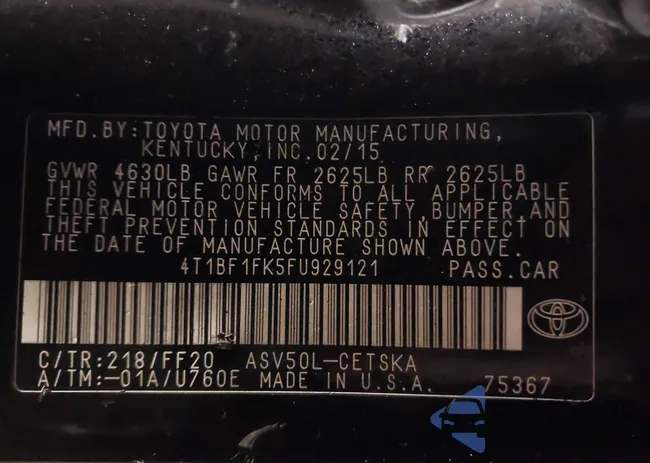 MFD. BY: TOYOTA MOTOR MANUFACTURING,
KENTUCKY, INC. 02/15
GVWR 4630LB GAWR FR 2625LB RR 2625LB
THIS VEHICLE CONFORMS TO ALL APPLICABLE
FEDERAL MOTOR VEHICLE SAFETY, BUMPER, AND
THEFT PREVENTION STANDARDS IN EFFECT ON
THE DATE OF MANUFACTURE SHOWN ABOVE.
4T1BF1FK5FU929121 PASS. CAR
C/TR: 218/FF20 ASV50L-CETSKA
A/TM: -01A/U760E MADE IN U.S.A. 75367